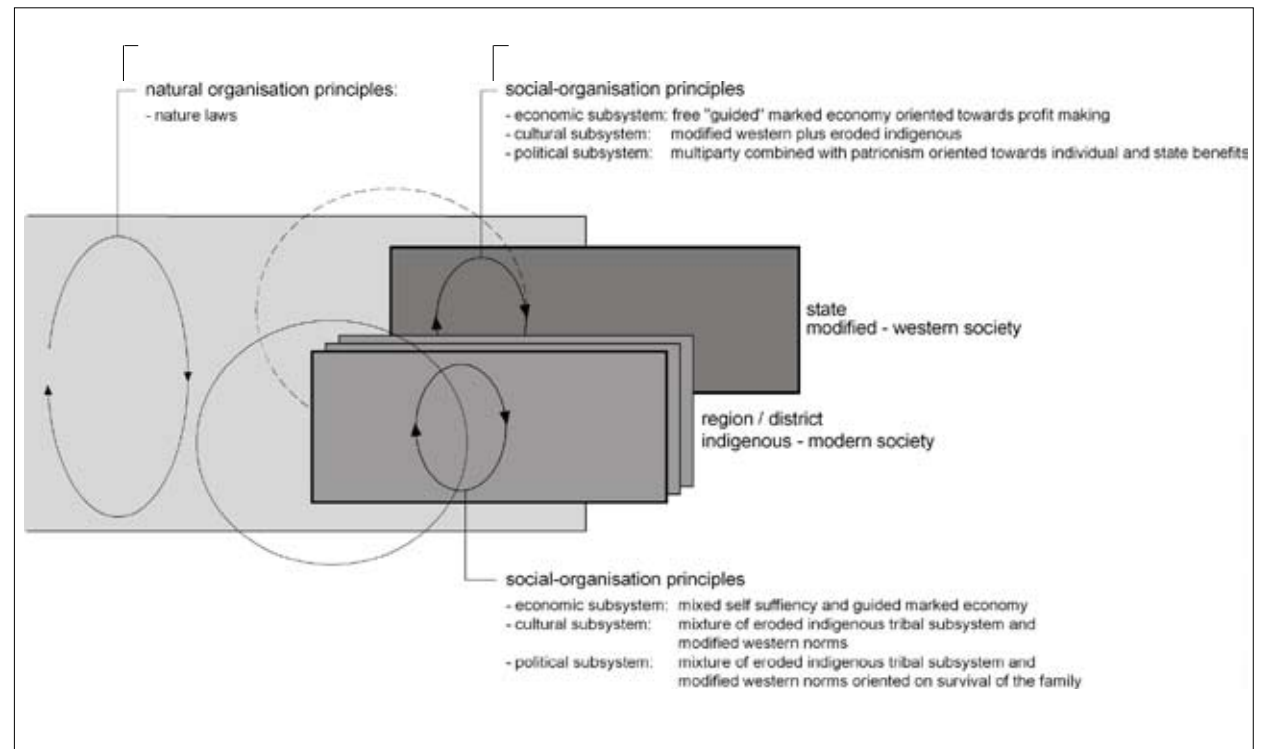 natural organisation principles:
- nature laws
social-organisation principles
- economic subsystem: free "guided" marked economy oriented towards profit making
- cultural subsystem: modified western plus eroded indigenous
- political subsystem: multiparty combined with patrionism oriented towards individual and state benefits
state
modified - western society
region / district
indigenous - modern society
social-organisation principles
- economic subsystem: mixed self suffiency and guided marked economy
- cultural subsystem: mixture of eroded indigenous tribal subsystem and
modified western norms
- political subsystem: mixture of eroded indigenous tribal subsystem and
modified western norms oriented on survival of the family